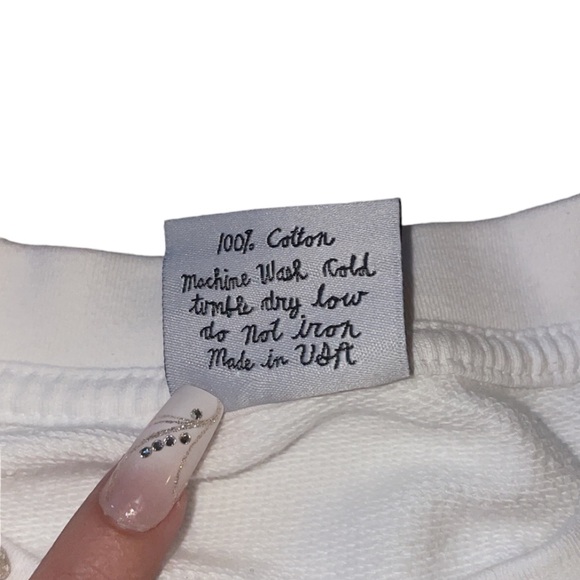 100% Cotton
Machine Wash Cold
tumble dry low
do not iron
Made in USA